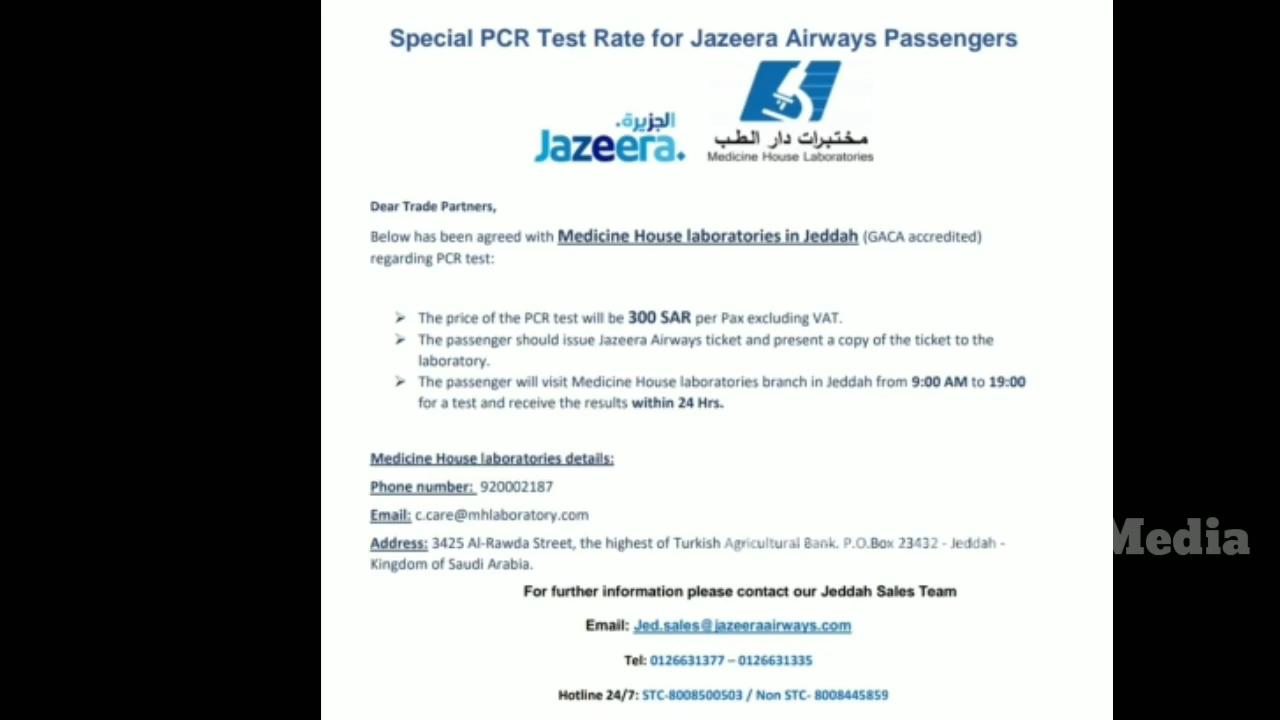 Special PCR Test Rate for Jazeera Airways Passengers
الجزيرة.
Jazeera.
مختبرات دار الطب
Medicine House Laboratories
Dear Trade Partners,
Below has been agreed with Medicine House laboratories in Jeddah (GACA accredited)
regarding PCR test:
➢ The price of the PCR test will be 300 SAR per Pax excluding VAT.
➢ The passenger should issue Jazeera Airways ticket and present a copy of the ticket to the
laboratory.
➢ The passenger will visit Medicine House laboratories branch in Jeddah from 9:00 AM to 19:00
for a test and receive the results within 24 Hrs.
Medicine House laboratories details:
Phone number: 920002187
Email: c.care@mhlaboratory.com
Address: 3425 Al-Rawda Street, the highest of Turkish Agricultural Bank. P.O.Box 23432 - Jeddah -
Kingdom of Saudi Arabia.
Media
For further information please contact our Jeddah Sales Team
Email: Jed.sales@jazeeraairways.com
Tel: 0126631377 – 0126631335
Hotline 24/7: STC-8008500503 / Non STC- 8008445859